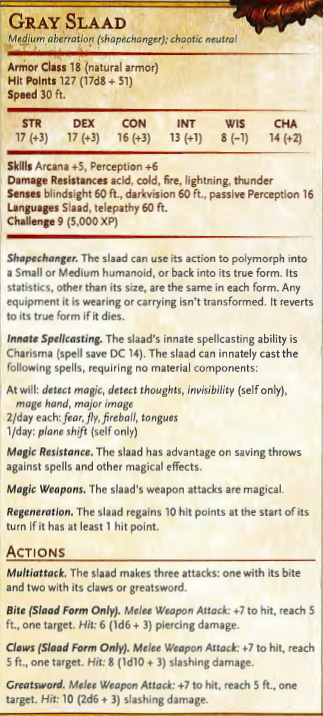 GRAY SLAAD
Medium aberration (shapechanger); chaotic neutral
Armor Class 18 (natural armor)
Hit Points 127 (17d8 + 51)
Speed 30 ft.
STR DEX CON INT WIS CHA
17 (+3) 17 (+3) 16 (+3) 13 (+1) 8 (−1) 14 (+2)
Skills Arcana +5, Perception +6
Damage Resistances acid, cold, fire, lightning, thunder
Senses blindsight 60 ft., darkvision 60 ft., passive Perception 16
Languages Slaad, telepathy 60 ft.
Challenge 9 (5,000 XP)
Shapechanger. The slaad can use its action to polymorph into
a Small or Medium humanoid, or back into its true form. Its
statistics, other than its size, are the same in each form. Any
equipment it is wearing or carrying isn't transformed. It reverts
to its true form if it dies.
Innate Spellcasting. The slaad's innate spellcasting ability is
Charisma (spell save DC 14). The slaad can innately cast the
following spells, requiring no material components:
At will: detect magic, detect thoughts, invisibility (self only),
mage hand, major image
2/day each: fear, fly, fireball, tongues
1/day: plane shift (self only)
Magic Resistance. The slaad has advantage on saving throws
against spells and other magical effects.
Magic Weapons. The slaad's weapon attacks are magical.
Regeneration. The slaad regains 10 hit points at the start of its
turn if it has at least 1 hit point.
ACTIONS
Multiattack. The slaad makes three attacks: one with its bite
and two with its claws or greatsword.
Bite (Slaad Form Only). Melee Weapon Attack: +7 to hit, reach 5
ft., one target. Hit: 6 (1d6 + 3) piercing damage.
Claws (Slaad Form Only). Melee Weapon Attack: +7 to hit, reach
5 ft., one target. Hit: 8 (1d10 + 3) slashing damage.
Greatsword. Melee Weapon Attack: +7 to hit, reach 5 ft., one
target. Hit: 10 (2d6 + 3) slashing damage.